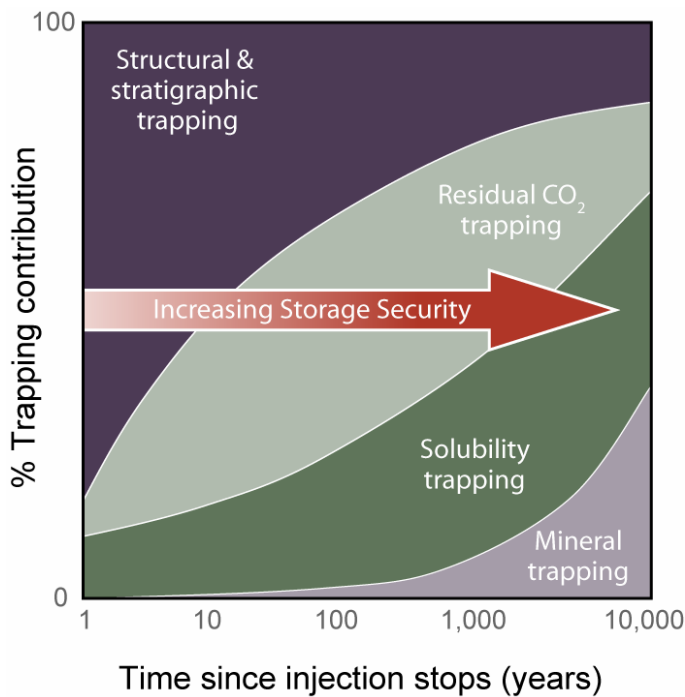 100
Structural &
stratigraphic
trapping
Residual CO₂
trapping
% Trapping contribution
Increasing Storage Security
Solubility
trapping
Mineral
trapping
0
1 10 100 1,000 10,000
Time since injection stops (years)